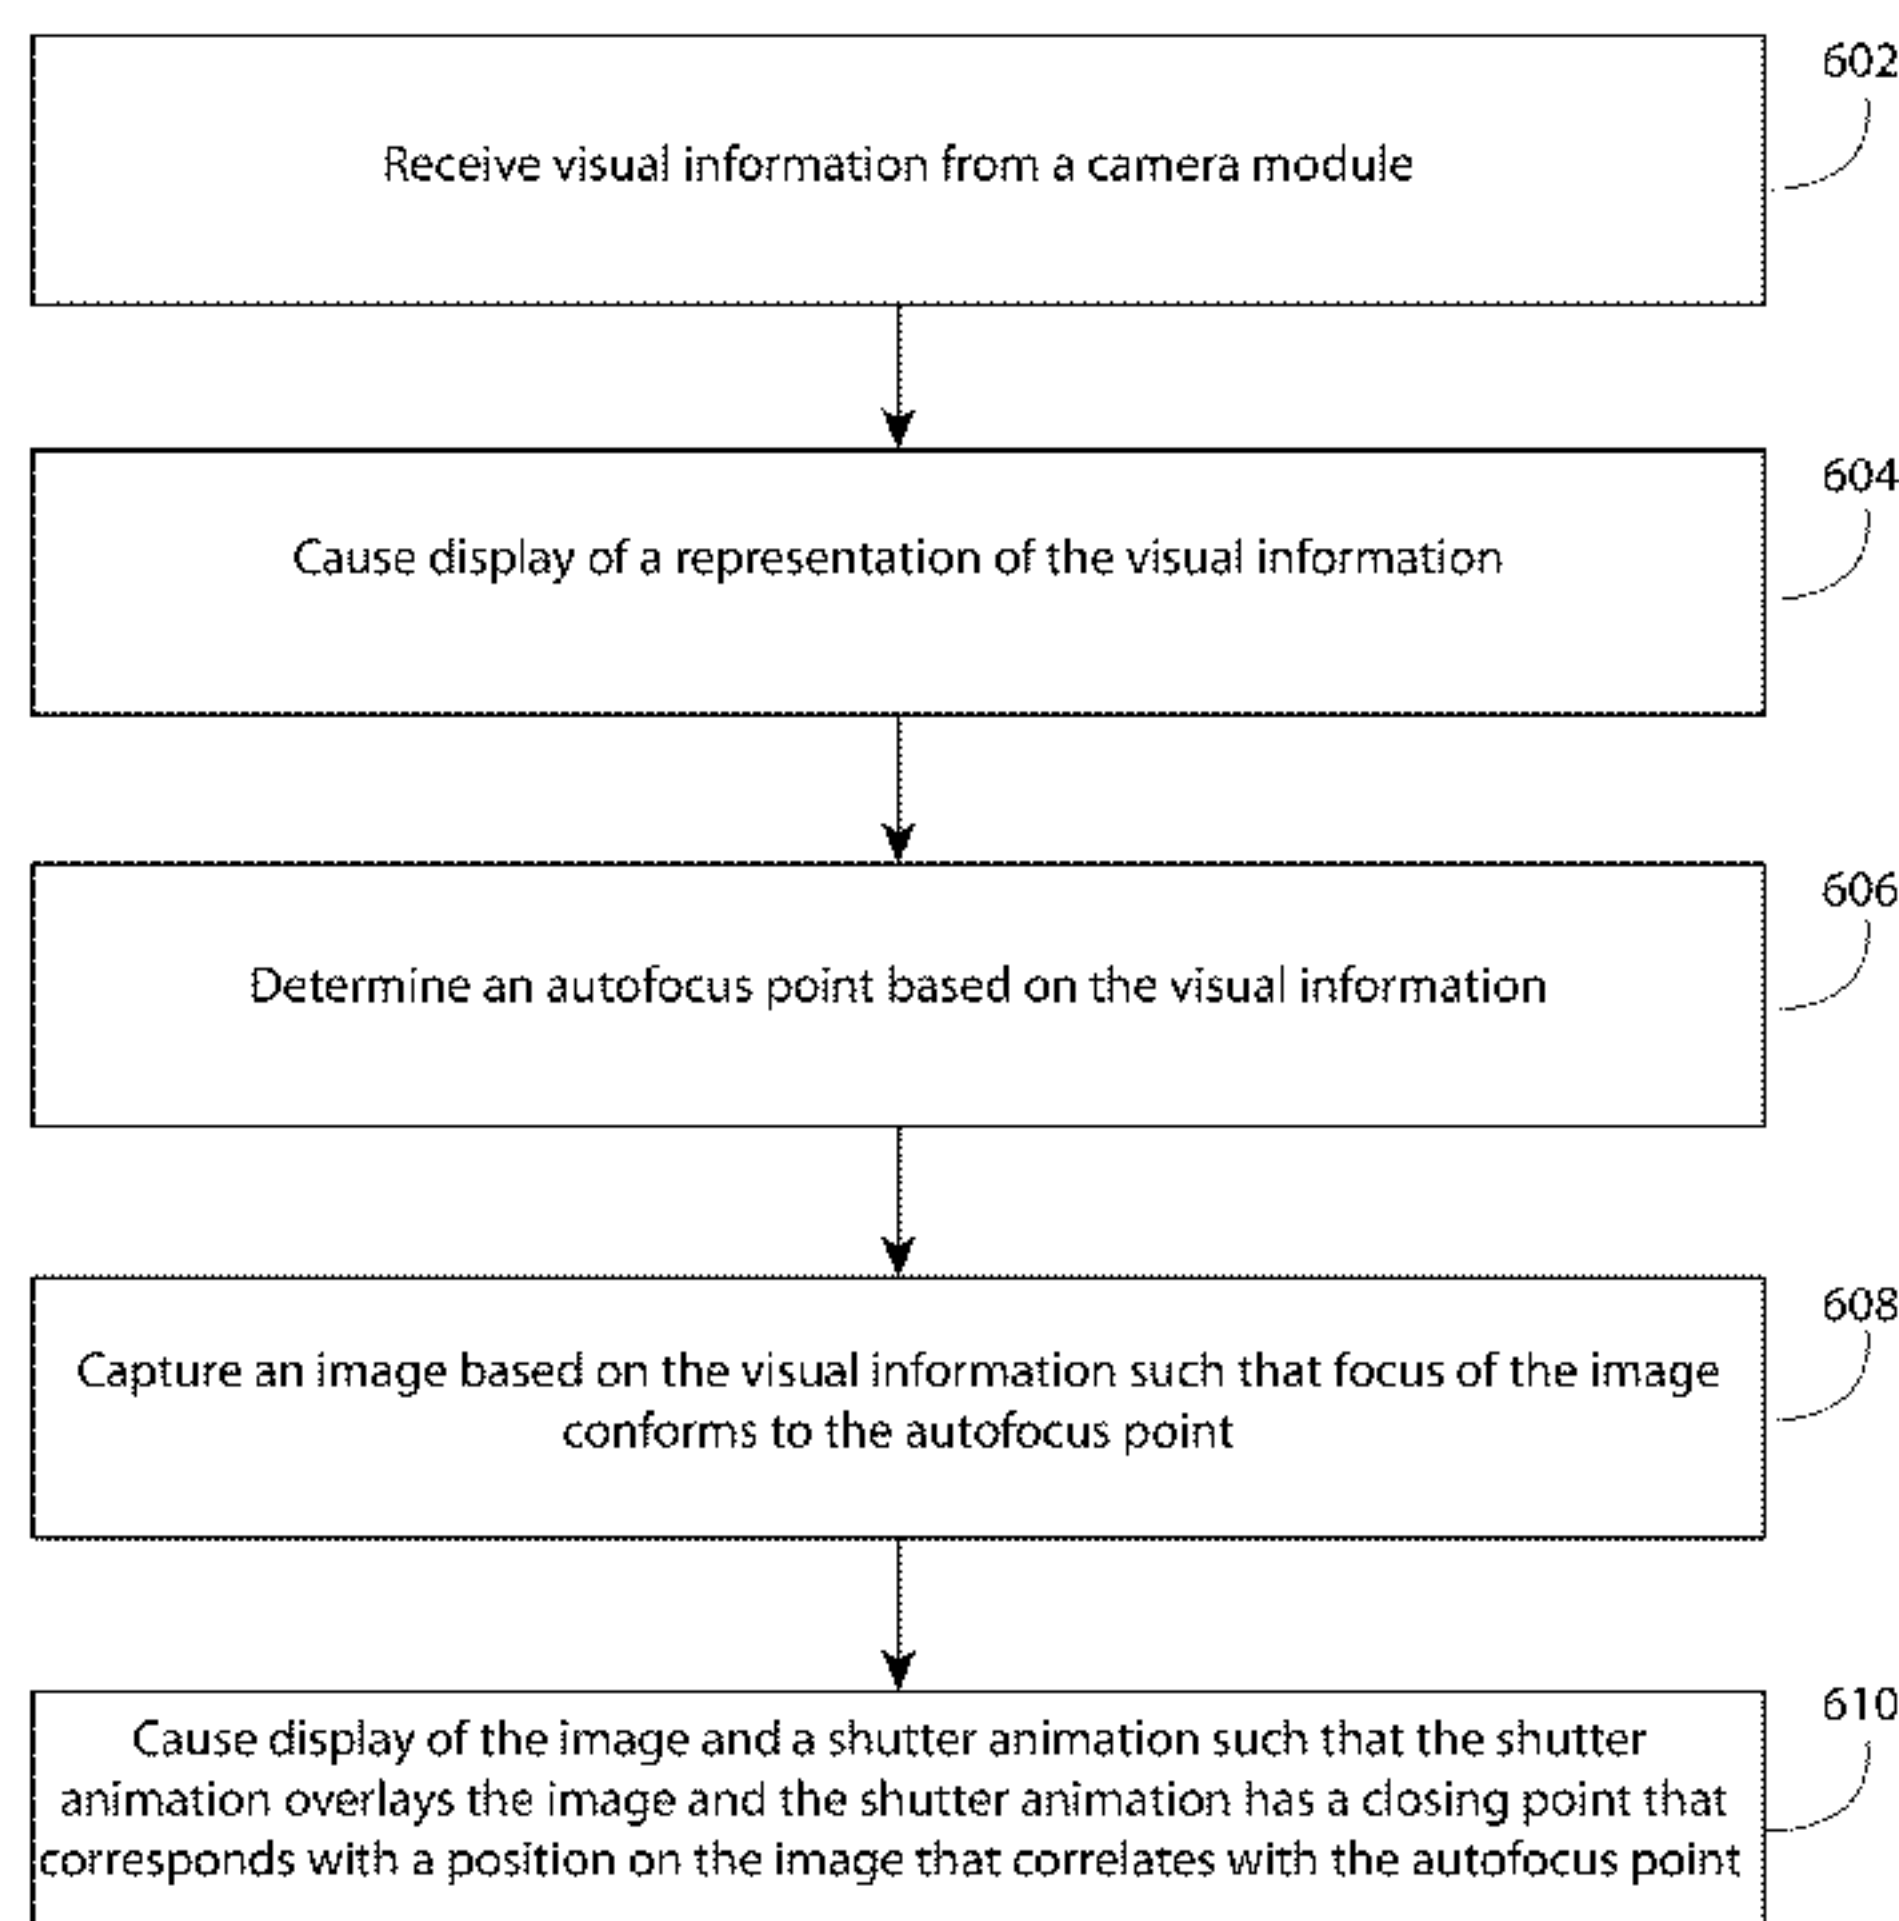 602
Receive visual information from a camera module
604
Cause display of a representation of the visual information
606
Determine an autofocus point based on the visual information
608
Capture an image based on the visual information such that focus of the image
conforms to the autofocus point
610
Cause display of the image and a shutter animation such that the shutter
animation overlays the image and the shutter animation has a closing point that
corresponds with a position on the image that correlates with the autofocus point